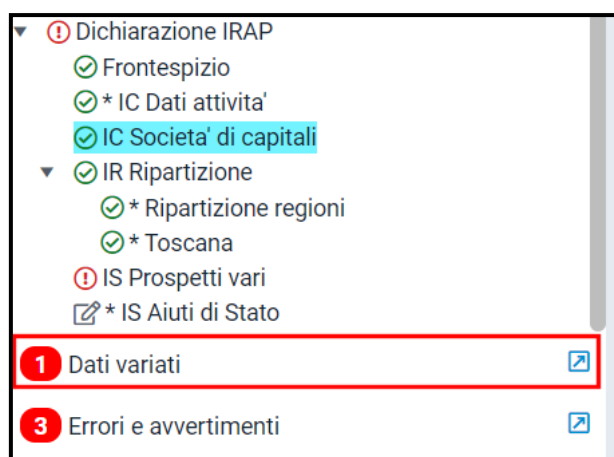 Dichiarazione IRAP
Frontespizio
* IC Dati attivita'
IC Societa' di capitali
IR Ripartizione
* Ripartizione regioni
* Toscana
IS Prospetti vari
* IS Aiuti di Stato
1 Dati variati
3 Errori e avvertimenti